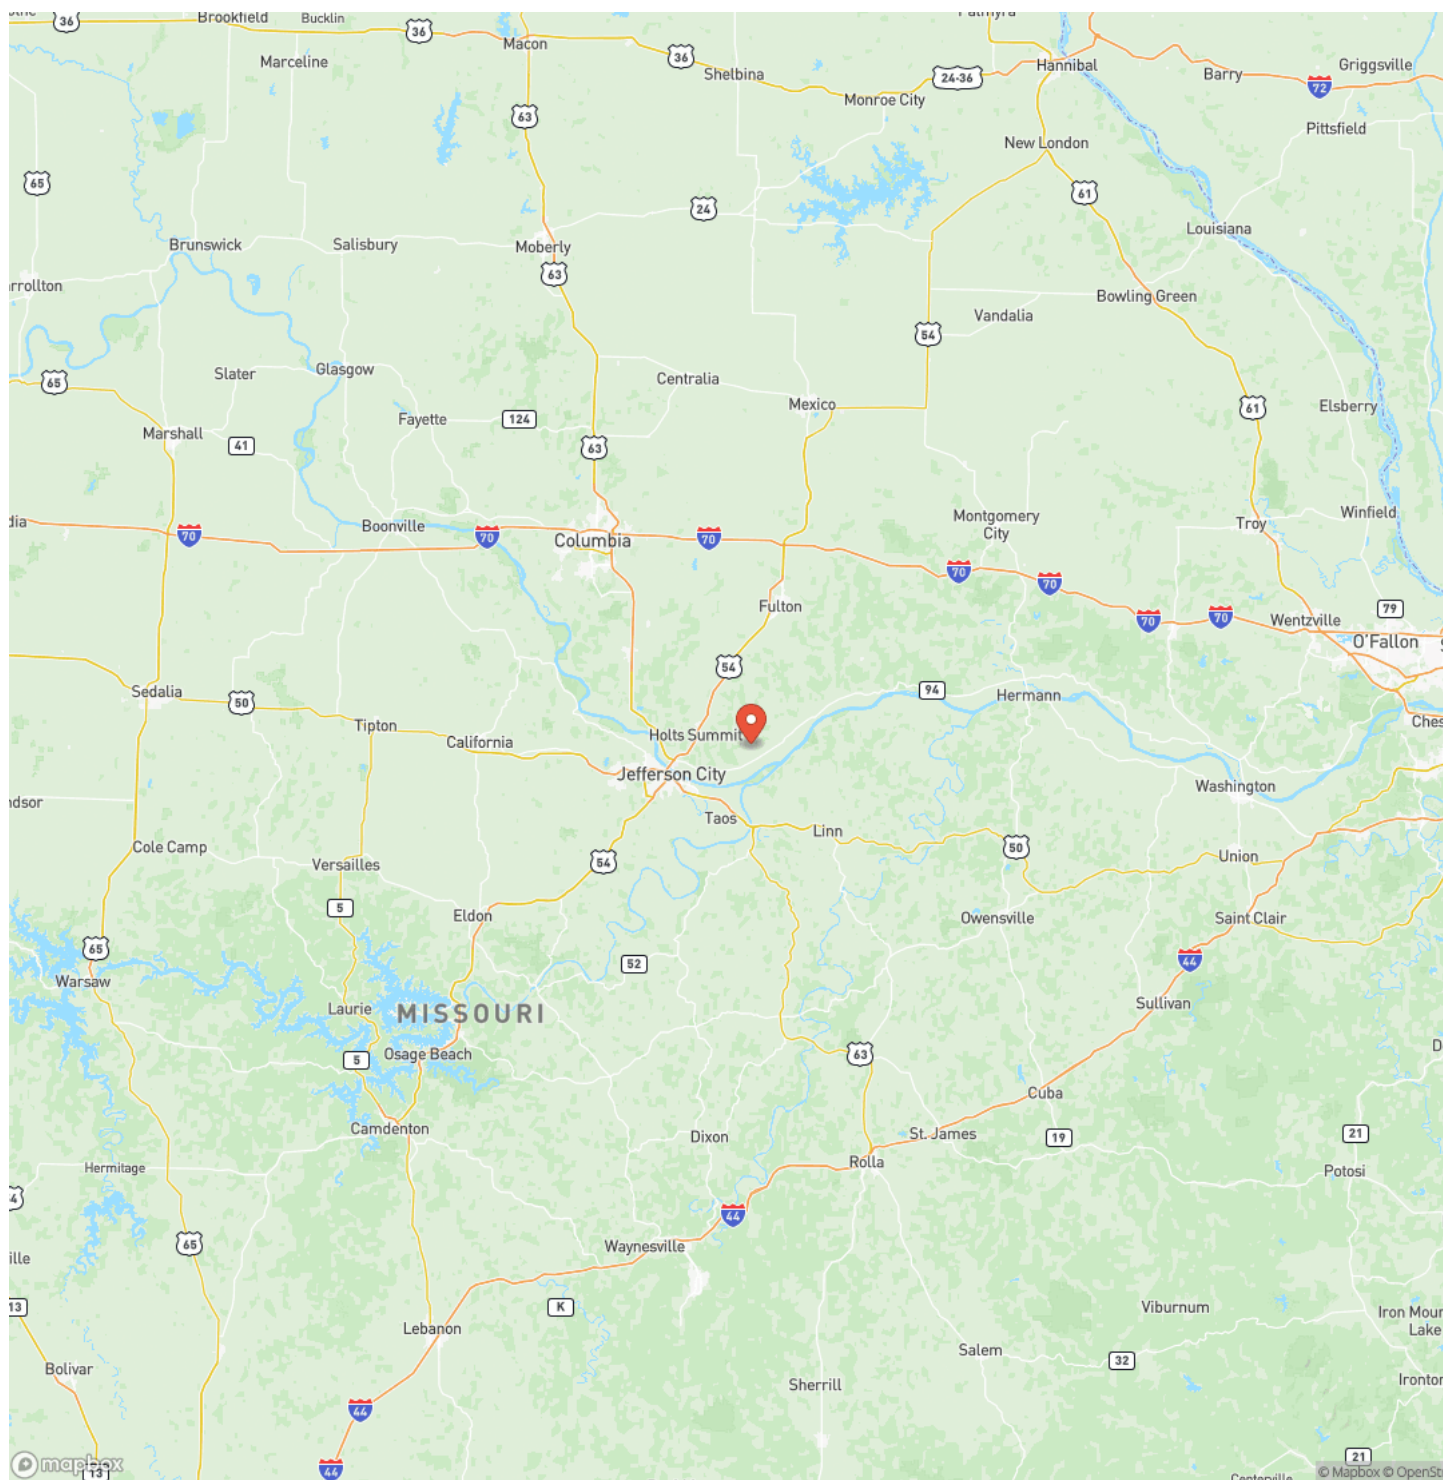 36
Brookfield
Bucklin
36
Macon
36
Shelbina
24-36
Hannibal
Barry
Griggsville
72
Marceline
Monroe City
63
Pittsfield
New London
65
24
61
Louisiana
Brunswick
Salisbury
Moberly
63
Bowling Green
Vandalia
54
65
Slater
Glasgow
Centralia
Mexico
61
Elsberry
Fayette
124
Marshall
41
63
Boonville
70
70
Columbia
70
Montgomery
City
Troy
Winfield
70
70
Fulton
79
70
70
Wentzville
O'Fallon
54
Sedalia
50
94
Hermann
Tipton
California
Holts Summit
Jefferson City
Washington
Taos
Linn
Cole Camp
Versailles
54
50
Union
5
Eldon
Owensville
Saint Clair
65
52
44
Warsaw
Laurie
MISSOURI
Sullivan
5
Osage Beach
63
Cuba
Camdenton
Dixon
St. James
19
21
Hermitage
Rolla
Potosi
65
44
Waynesville
13
K
Viburnum
Iron Moun
Lake
Lebanon
Salem
32
Bolivar
Sherrill
Ironton
44
21
mapbox
13
44
© Mapbox © OpenSt